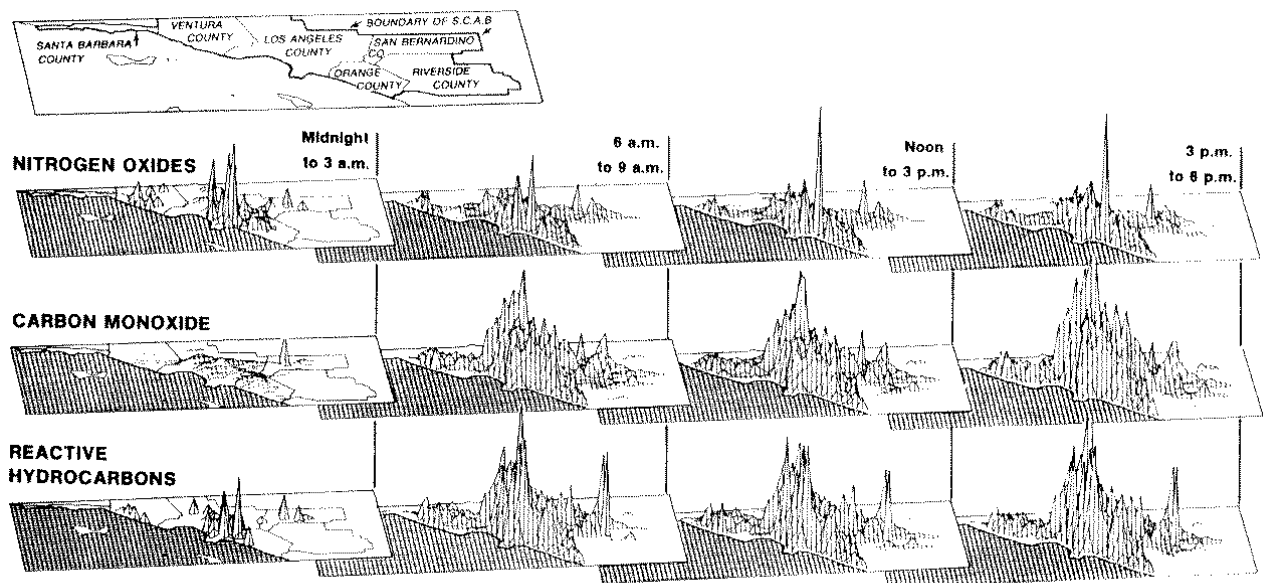 VENTURA
COUNTY
BOUNDARY OF S.C.A.B
SANTA BARBARA
COUNTY
LOS ANGELES
COUNTY
SAN BERNARDINO
CO.
ORANGE
COUNTY
RIVERSIDE
COUNTY
NITROGEN OXIDES
Midnight
to 3 a.m.
6 a.m.
to 9 a.m.
Noon
to 3 p.m.
3 p.m.
to 6 p.m.
CARBON MONOXIDE
REACTIVE
HYDROCARBONS